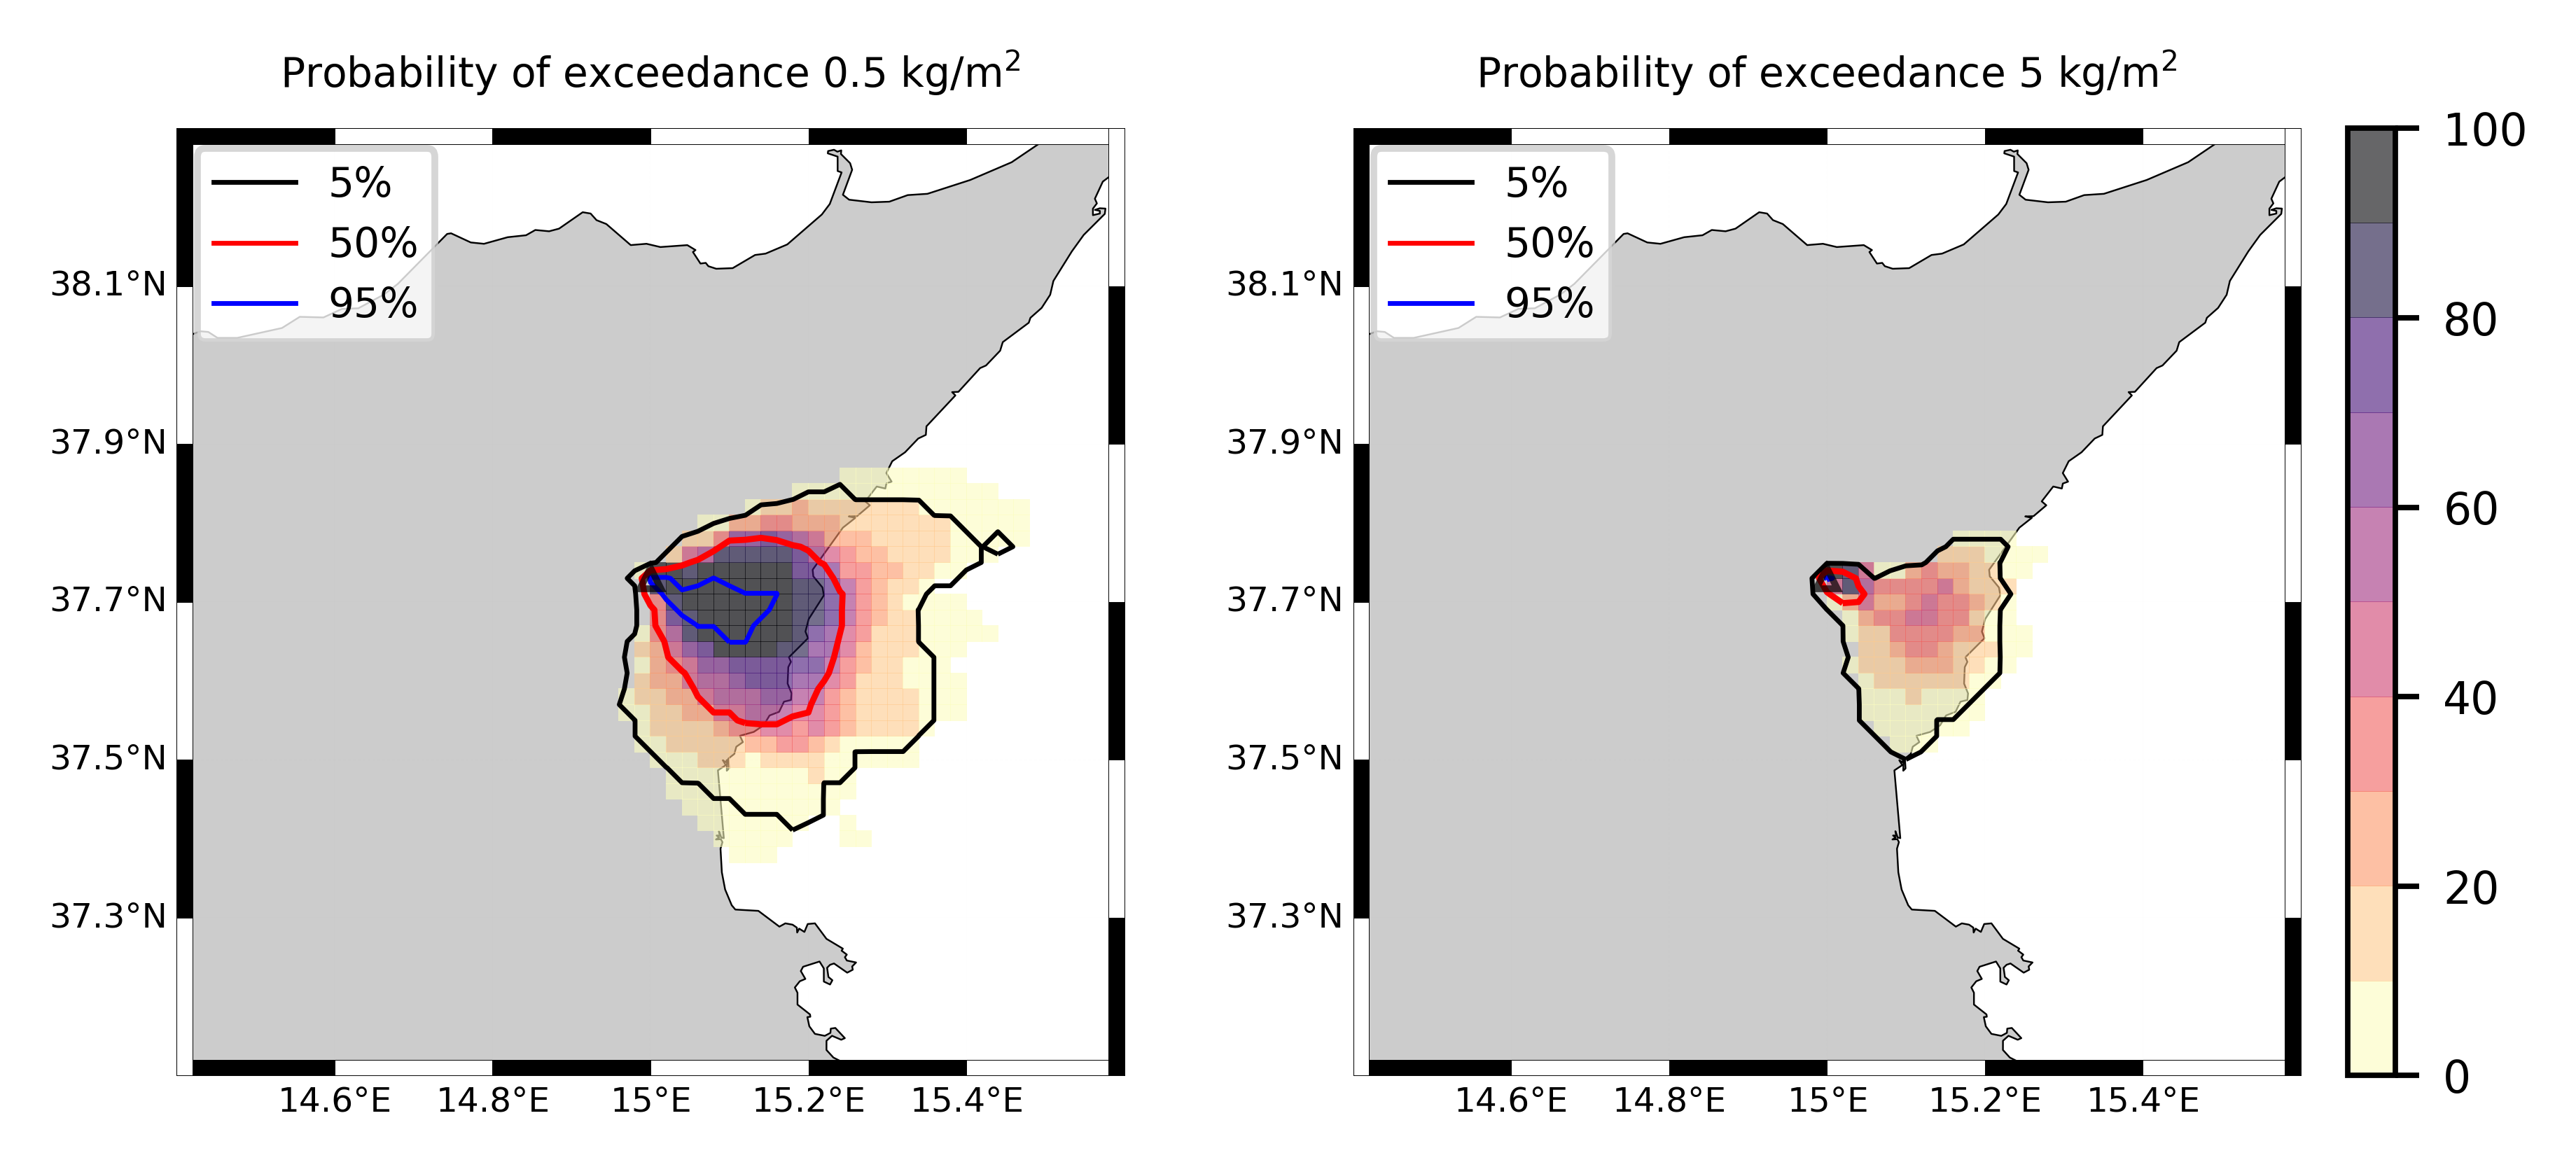 Probability of exceedance 0.5 kg/m²
5%
50%
95%
38.1°N
37.9°N
37.7°N
37.5°N
37.3°N
14.6°E 14.8°E 15°E 15.2°E 15.4°E
Probability of exceedance 5 kg/m²
5%
50%
95%
38.1°N
37.9°N
37.7°N
37.5°N
37.3°N
14.6°E 14.8°E 15°E 15.2°E 15.4°E
100
80
60
40
20
0